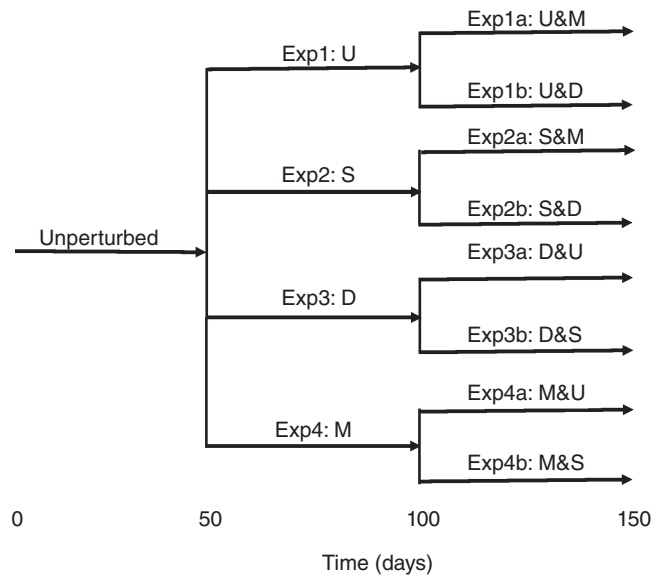 Exp1a: U&M
Exp1: U
Exp1b: U&D
Exp2a: S&M
Exp2: S
Exp2b: S&D
Unperturbed
Exp3a: D&U
Exp3: D
Exp3b: D&S
Exp4a: M&U
Exp4: M
Exp4b: M&S
0 50 100 150
Time (days)